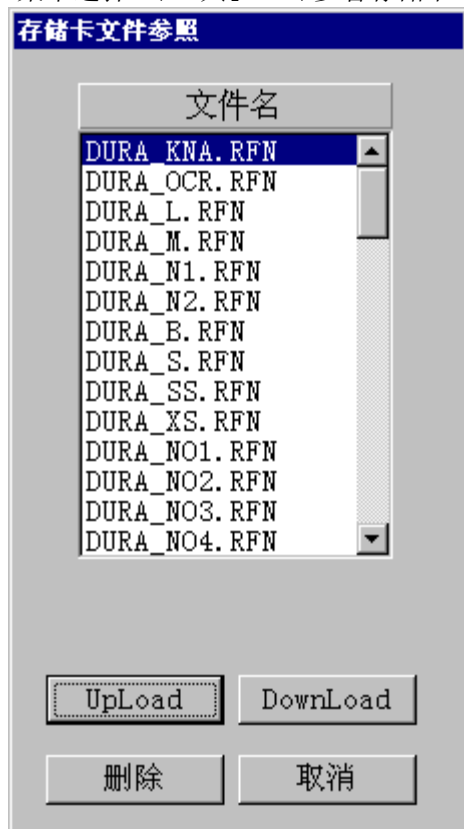 存储卡文件参照
文件名
DURA_KNA.RFN
DURA_OCR.RFN
DURA_L.RFN
DURA_M.RFN
DURA_N1.RFN
DURA_N2.RFN
DURA_B.RFN
DURA_S.RFN
DURA_SS.RFN
DURA_XS.RFN
DURA_NO1.RFN
DURA_NO2.RFN
DURA_NO3.RFN
DURA_NO4.RFN
UpLoad
DownLoad
删除
取消